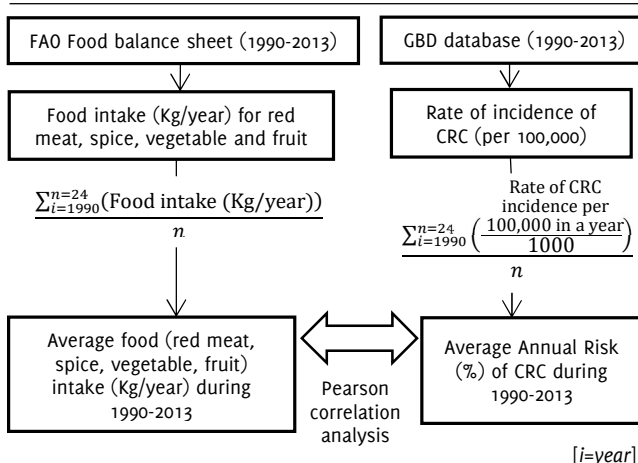 FAO Food balance sheet (1990-2013)
Food intake (Kg/year) for red
meat, spice, vegetable and fruit
∑ⁿ⁼²⁴ᵢ₌₁₉₉₀(Food intake (Kg/year))
n
Average food (red meat,
spice, vegetable, fruit)
intake (Kg/year) during
1990-2013
GBD database (1990-2013)
Rate of incidence of
CRC (per 100,000)
Rate of CRC
incidence per
100,000 in a year
∑ⁿ⁼²⁴ᵢ₌₁₉₉₀ ( 1000 )
n
Average Annual Risk
(%) of CRC during
1990-2013
Pearson
correlation
analysis
[i=year]